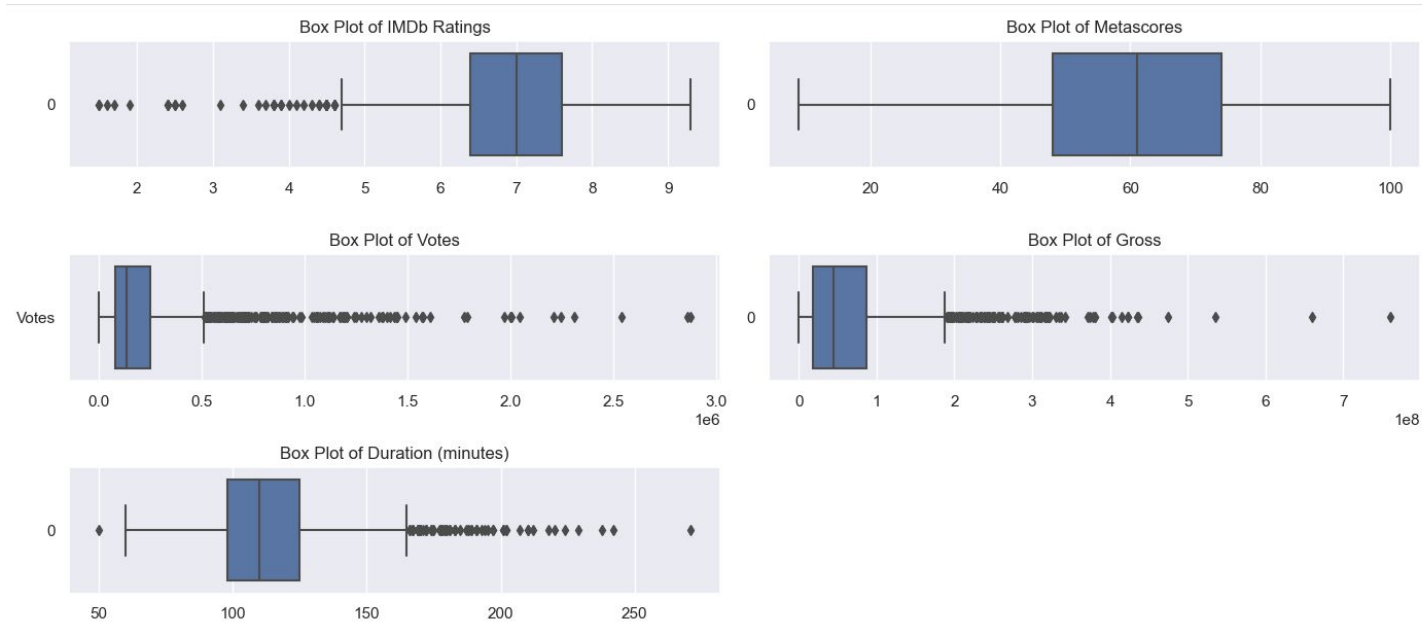 Box Plot of IMDb Ratings
0
2 3 4 5 6 7 8 9
Box Plot of Metascores
0
20 40 60 80 100
Box Plot of Votes
Votes
0.0 0.5 1.0 1.5 2.0 2.5 3.0
1e6
Box Plot of Gross
0
0 1 2 3 4 5 6 7
1e8
Box Plot of Duration (minutes)
0
50 100 150 200 250